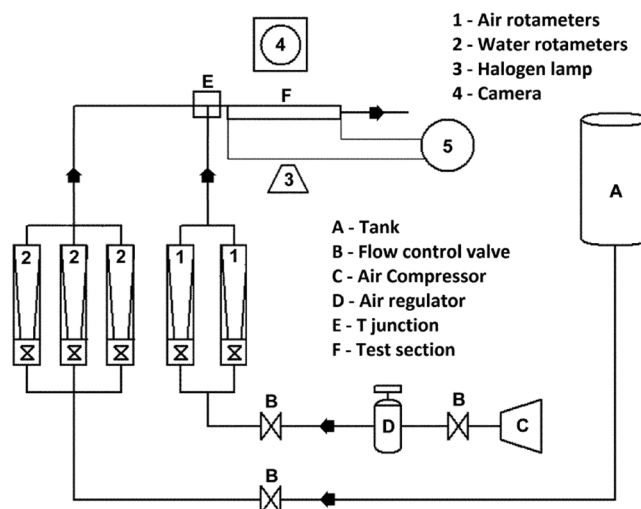 4
1 - Air rotameters
2 - Water rotameters
3 - Halogen lamp
4 - Camera
E
F
5
3
A
A - Tank
B - Flow control valve
C - Air Compressor
D - Air regulator
E - T junction
F - Test section
2 2 2 1 1
B D B C
B